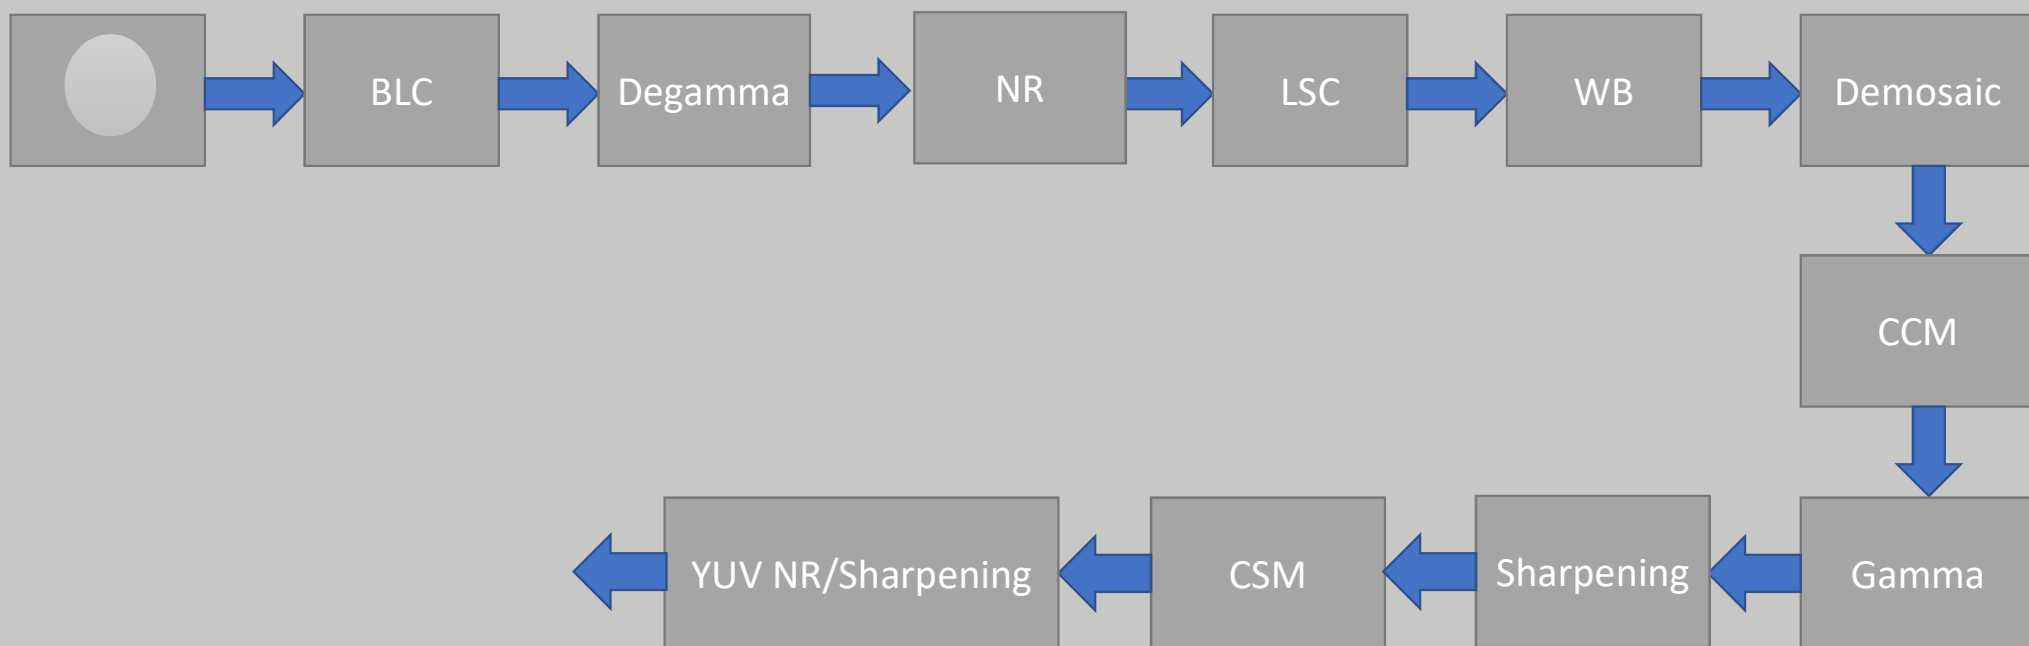 BLC
Degamma
NR
LSC
WB
Demosaic
CCM
Gamma
Sharpening
CSM
YUV NR/Sharpening